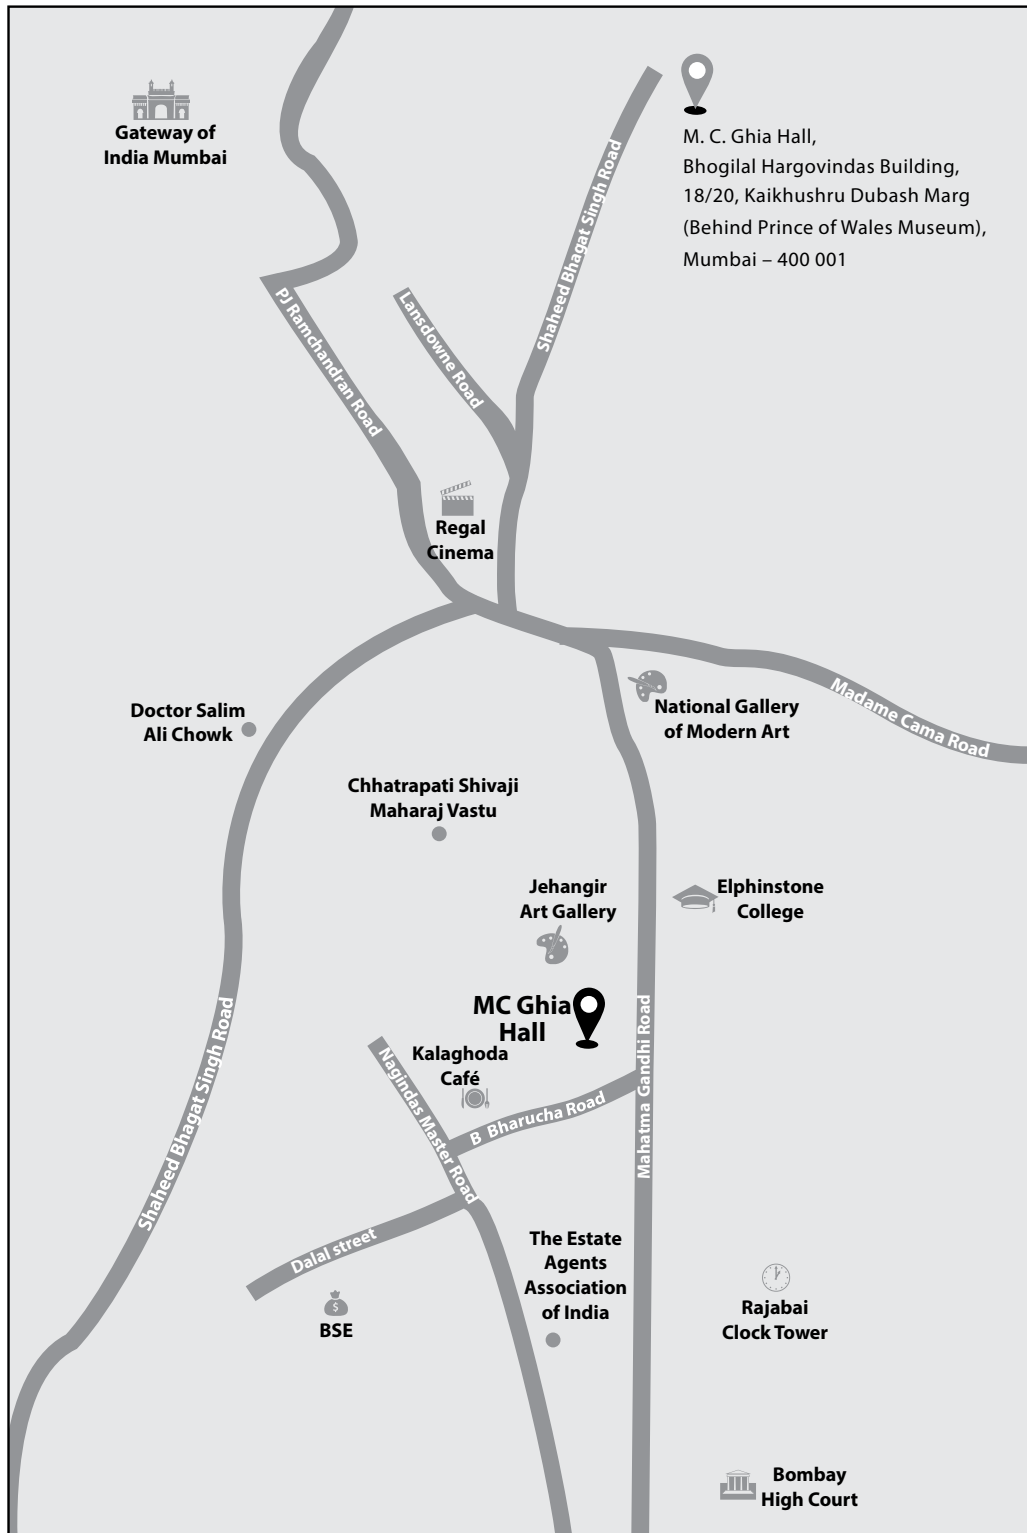 Gateway of
India Mumbai
M. C. Ghia Hall,
Bhogilal Hargovindas Building,
18/20, Kaikhushru Dubash Marg
(Behind Prince of Wales Museum),
Mumbai – 400 001
Shaheed Bhagat Singh Road
PJ Ramchandran Road
Lansdowne Road
Regal
Cinema
Madame Cama Road
National Gallery
of Modern Art
Doctor Salim
Ali Chowk
Chhatrapati Shivaji
Maharaj Vastu
Jehangir
Art Gallery
Elphinstone
College
MC Ghia
Hall
Mahatma Gandhi Road
Shaheed Bhagat Singh Road
Kalaghoda
Café
Nagindas Master Road
B Bharucha Road
Dalal street
The Estate
Agents
Association
of India
$
BSE
Rajabai
Clock Tower
Bombay
High Court